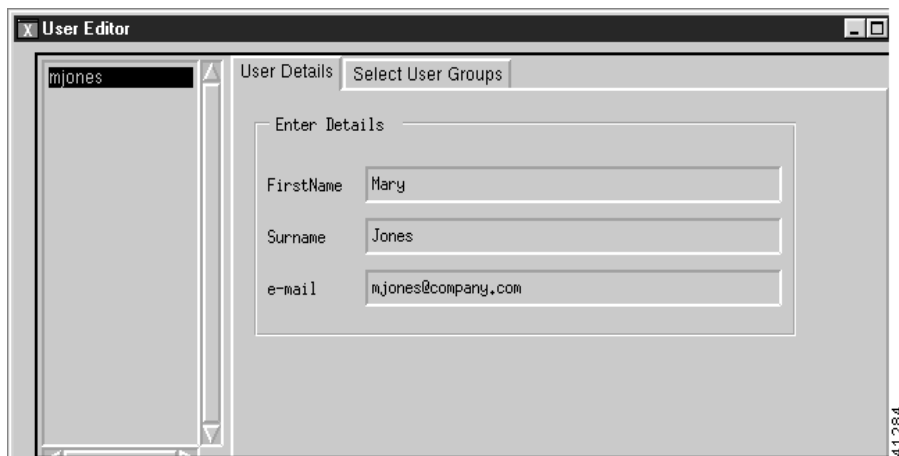 X User Editor
mjones
User Details
Select User Groups
Enter Details
FirstName
Mary
Surname
Jones
e-mail
mjones@company.com
41284